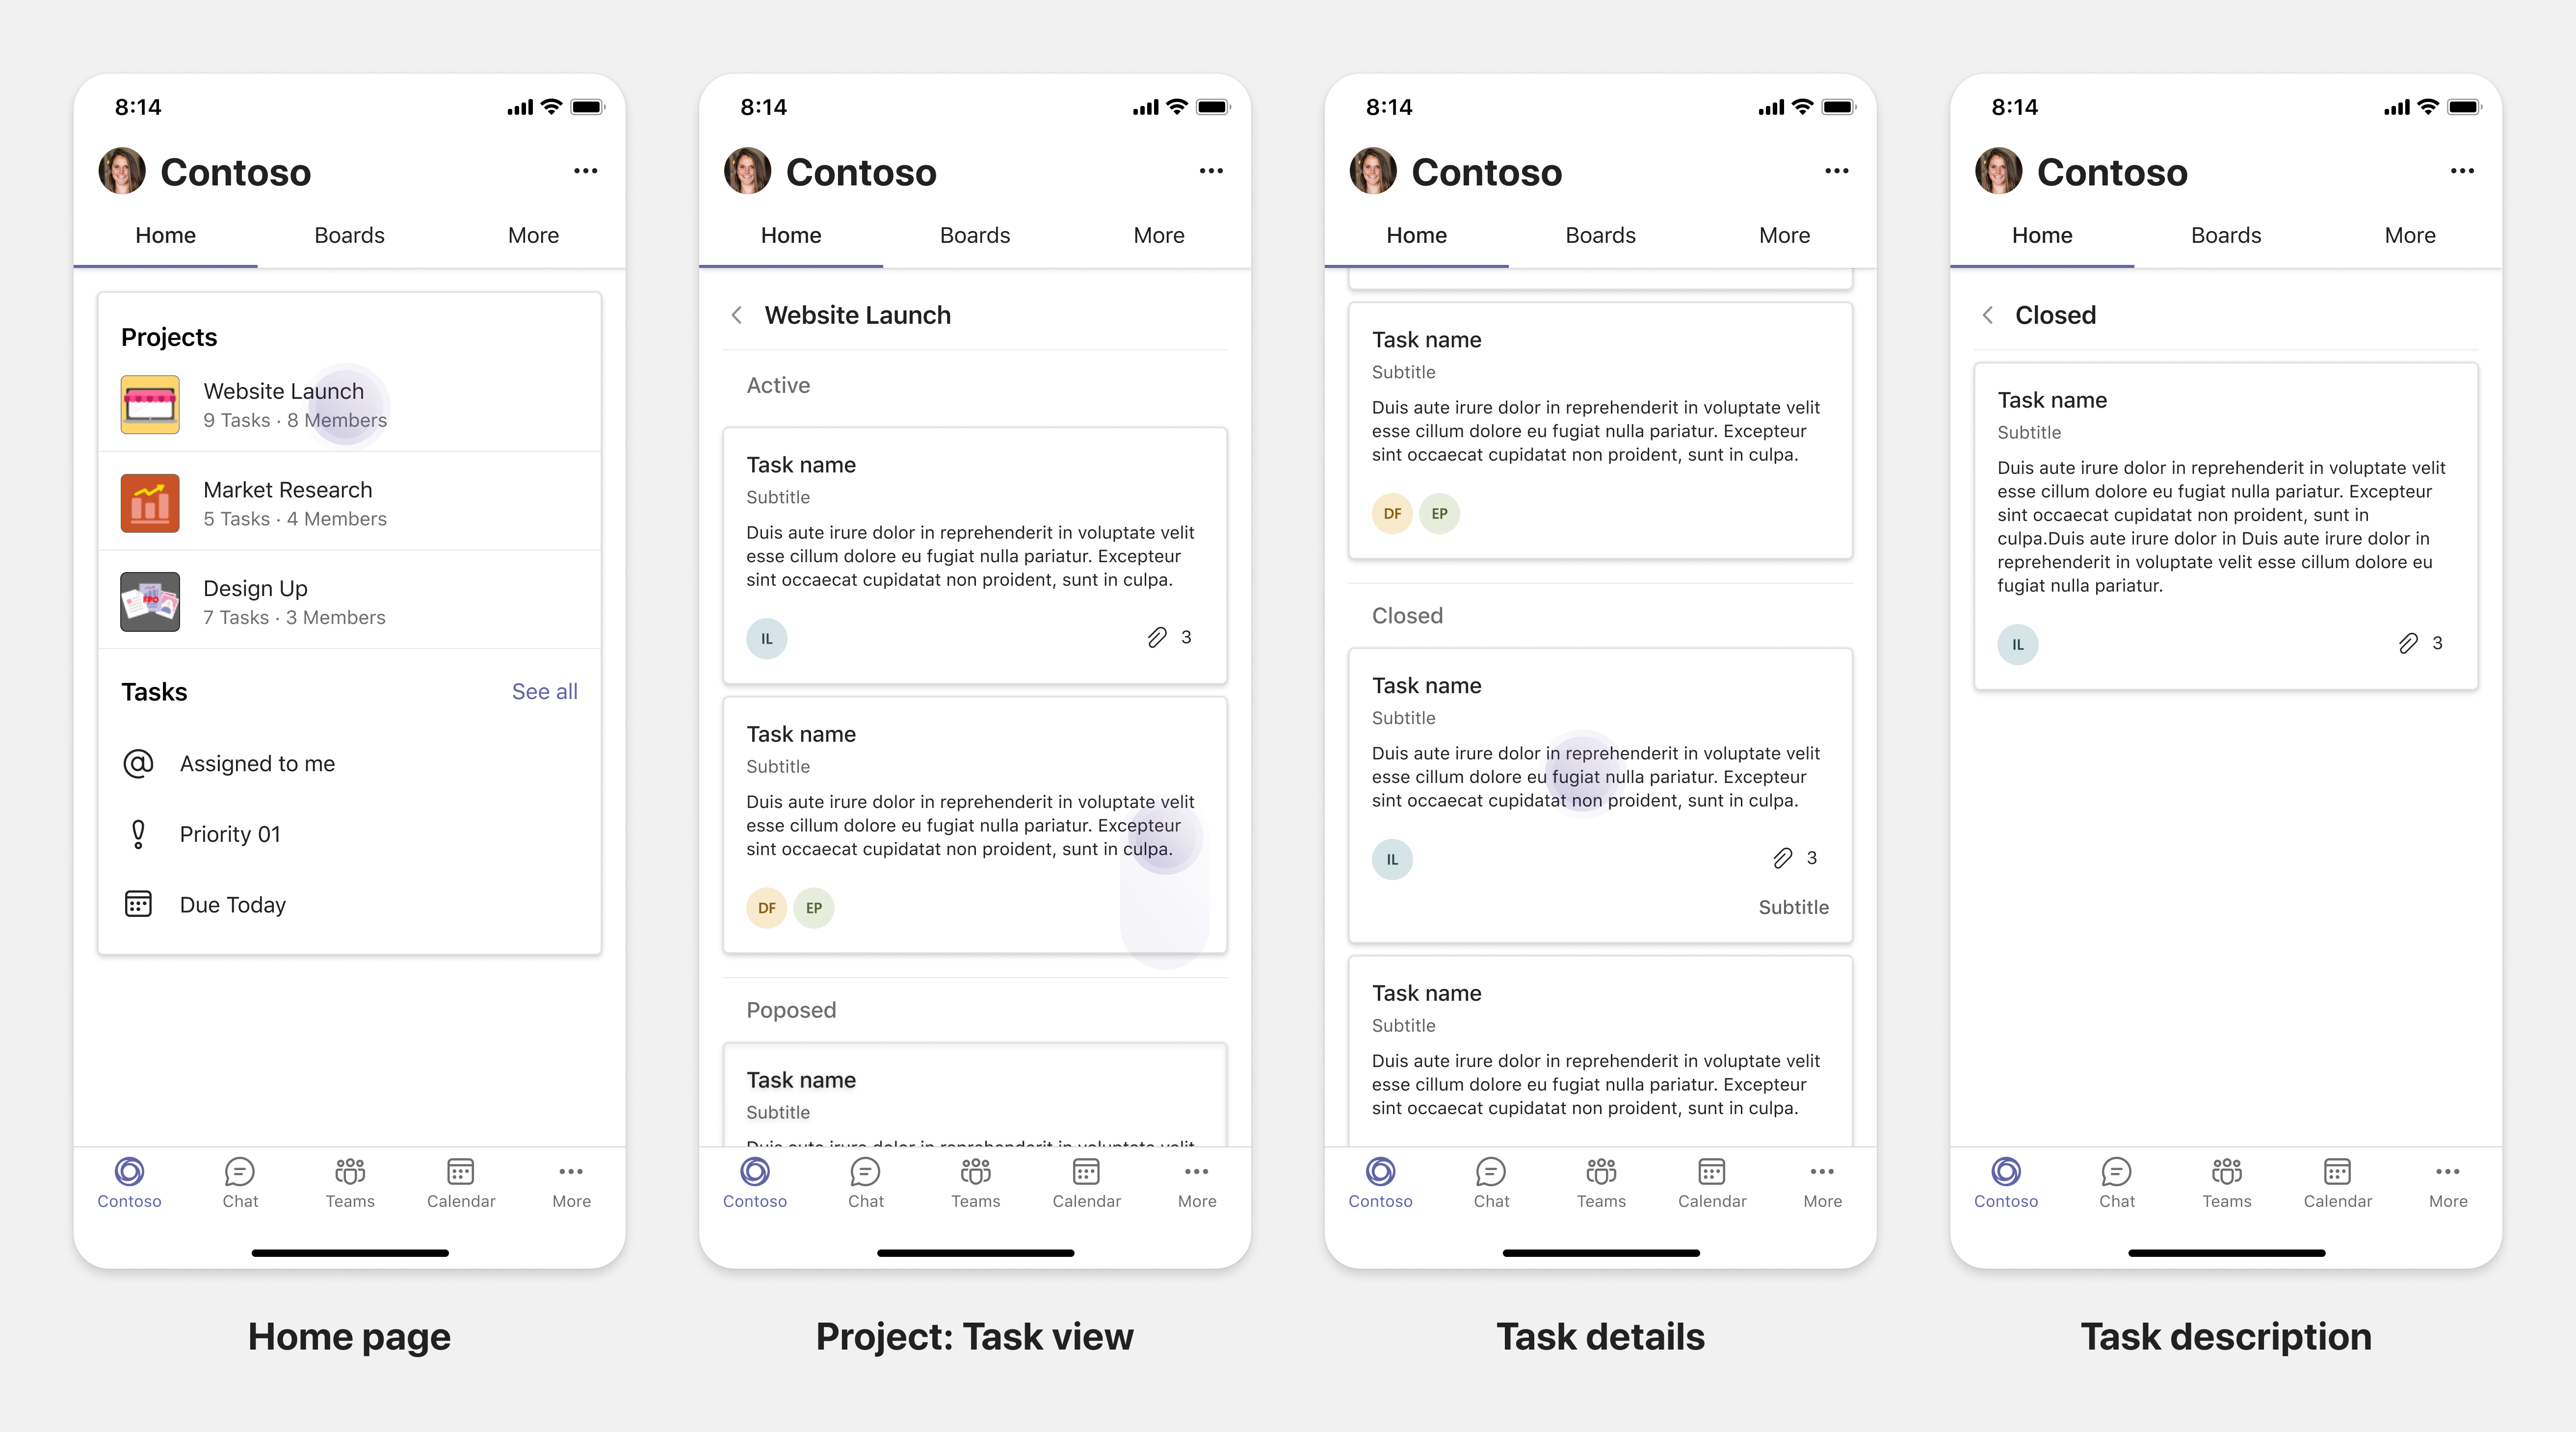 8:14
Contoso
Home
Boards
More
Projects
Website Launch
9 Tasks · 8 Members
Market Research
5 Tasks · 4 Members
FPO
Design Up
7 Tasks · 3 Members
Tasks
See all
Assigned to me
Priority 01
Due Today
Contoso
Chat
Teams
Calendar
More
Home page
8:14
Contoso
Home
Boards
More
Website Launch
Active
Task name
Subtitle
Duis aute irure dolor in reprehenderit in voluptate velit
esse cillum dolore eu fugiat nulla pariatur. Excepteur
sint occaecat cupidatat non proident, sunt in culpa.
IL
3
Task name
Subtitle
Duis aute irure dolor in reprehenderit in voluptate velit
esse cillum dolore eu fugiat nulla pariatur. Excepteur
sint occaecat cupidatat non proident, sunt in culpa.
DF
EP
Poposed
Task name
Subtitle
Duis aute irure dolor in reprehenderit in voluptate velit
Contoso
Chat
Teams
Calendar
More
Project: Task view
8:14
Contoso
Home
Boards
More
Task name
Subtitle
Duis aute irure dolor in reprehenderit in voluptate velit
esse cillum dolore eu fugiat nulla pariatur. Excepteur
sint occaecat cupidatat non proident, sunt in culpa.
DF
EP
Closed
Task name
Subtitle
Duis aute irure dolor in reprehenderit in voluptate velit
esse cillum dolore eu fugiat nulla pariatur. Excepteur
sint occaecat cupidatat non proident, sunt in culpa.
IL
3
Subtitle
Task name
Subtitle
Duis aute irure dolor in reprehenderit in voluptate velit
esse cillum dolore eu fugiat nulla pariatur. Excepteur
sint occaecat cupidatat non proident, sunt in culpa.
Contoso
Chat
Teams
Calendar
More
Task details
8:14
Contoso
Home
Boards
More
Closed
Task name
Subtitle
Duis aute irure dolor in reprehenderit in voluptate velit
esse cillum dolore eu fugiat nulla pariatur. Excepteur
sint occaecat cupidatat non proident, sunt in
culpa.Duis aute irure dolor in Duis aute irure dolor in
reprehenderit in voluptate velit esse cillum dolore eu
fugiat nulla pariatur.
IL
3
Contoso
Chat
Teams
Calendar
More
Task description